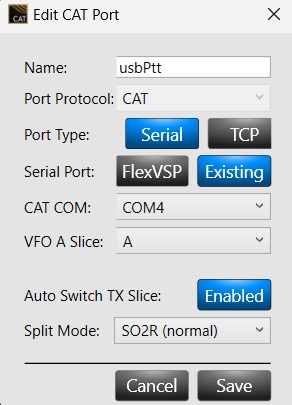 CAT Edit CAT Port
Name: usbPtt
Port Protocol: CAT
Port Type: Serial TCP
Serial Port: FlexVSP Existing
CAT COM: COM4
VFO A Slice: A
Auto Switch TX Slice: Enabled
Split Mode: SO2R (normal)
Cancel Save